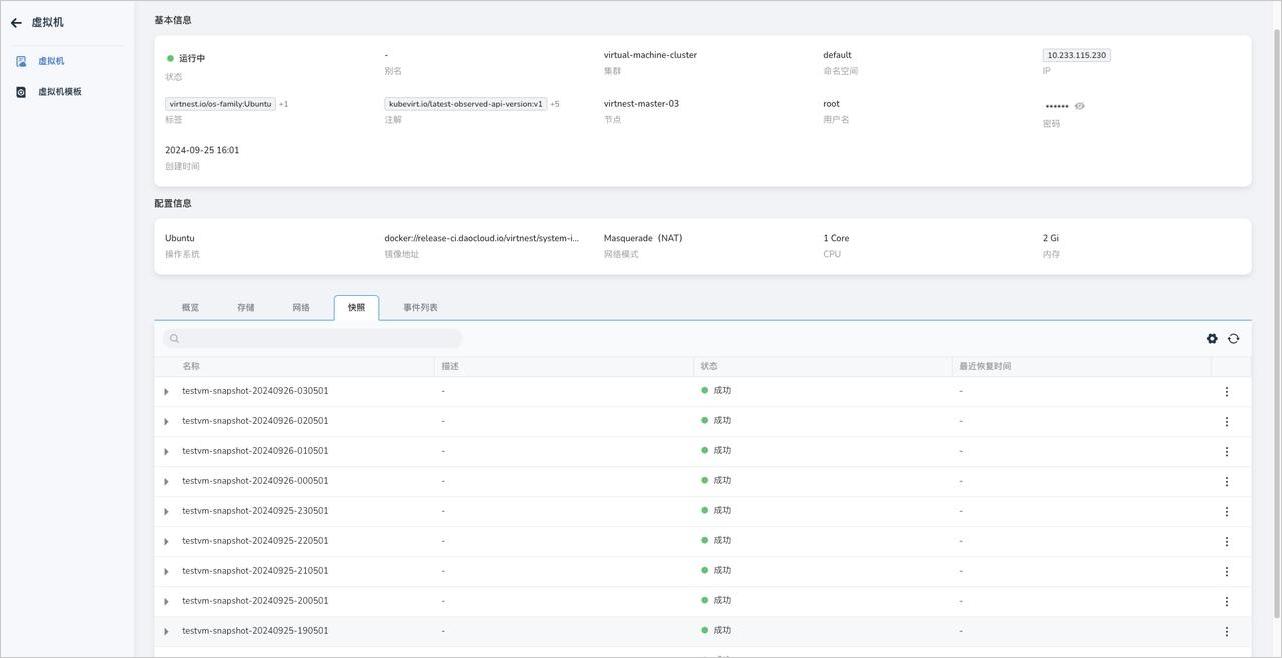 虚拟机
虚拟机
虚拟机模板
基本信息
运行中
状态
-
别名
virtual-machine-cluster
集群
default
命名空间
10.233.115.230
IP
virtnest.io/os-family:Ubuntu +1
标签
kubevirt.io/latest-observed-api-version:v1 +5
注解
virtnest-master-03
节点
root
用户名
••••••
密码
2024-09-25 16:01
创建时间
配置信息
Ubuntu
操作系统
docker://release-ci.daocloud.io/virtnest/system-i...
镜像地址
Masquerade（NAT）
网络模式
1 Core
CPU
2 Gi
内存
概览 存储 网络 快照 事件列表
名称 描述 状态 最近恢复时间
testvm-snapshot-20240926-030501 - 成功 -
testvm-snapshot-20240926-020501 - 成功 -
testvm-snapshot-20240926-010501 - 成功 -
testvm-snapshot-20240926-000501 - 成功 -
testvm-snapshot-20240925-230501 - 成功 -
testvm-snapshot-20240925-220501 - 成功 -
testvm-snapshot-20240925-210501 - 成功 -
testvm-snapshot-20240925-200501 - 成功 -
testvm-snapshot-20240925-190501 - 成功 -